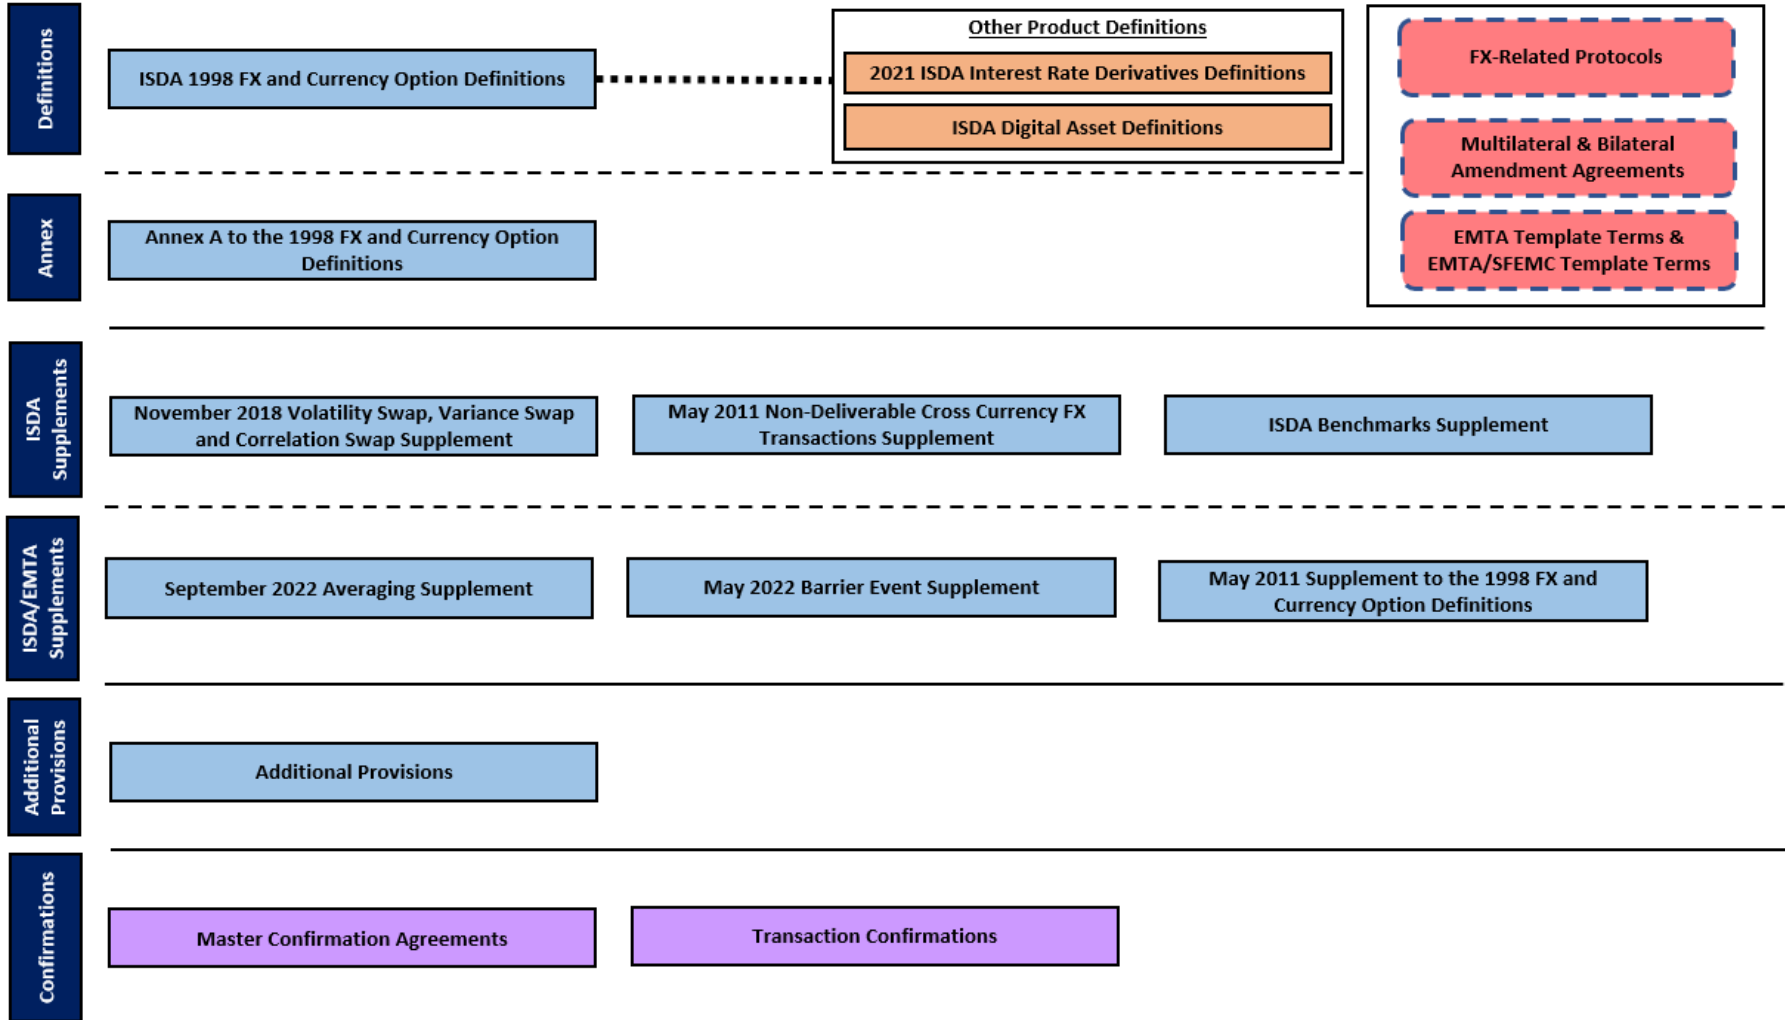 Definitions
ISDA 1998 FX and Currency Option Definitions
Other Product Definitions
2021 ISDA Interest Rate Derivatives Definitions
ISDA Digital Asset Definitions
FX-Related Protocols
Multilateral & Bilateral
Amendment Agreements
EMTA Template Terms &
EMTA/SFEMC Template Terms
Annex
Annex A to the 1998 FX and Currency Option
Definitions
ISDA
Supplements
November 2018 Volatility Swap, Variance Swap
and Correlation Swap Supplement
May 2011 Non-Deliverable Cross Currency FX
Transactions Supplement
ISDA Benchmarks Supplement
ISDA/EMTA
Supplements
September 2022 Averaging Supplement
May 2022 Barrier Event Supplement
May 2011 Supplement to the 1998 FX and
Currency Option Definitions
Additional
Provisions
Additional Provisions
Confirmations
Master Confirmation Agreements
Transaction Confirmations